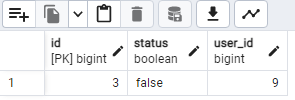 id status user_id
[PK] bigint boolean bigint
1 3 false 9